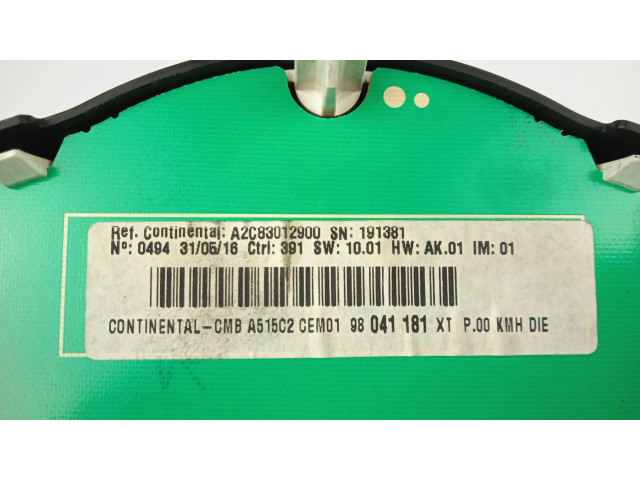 Ref. Continental: A2C83012900 SN: 191381
Nº: 0494 31/05/16 Ctrl: 391 SW: 10.01 HW: AK.01 IM: 01
CONTINENTAL-CMB A515C2 CEM01 98 041 181 XT P.00 KMH DIE